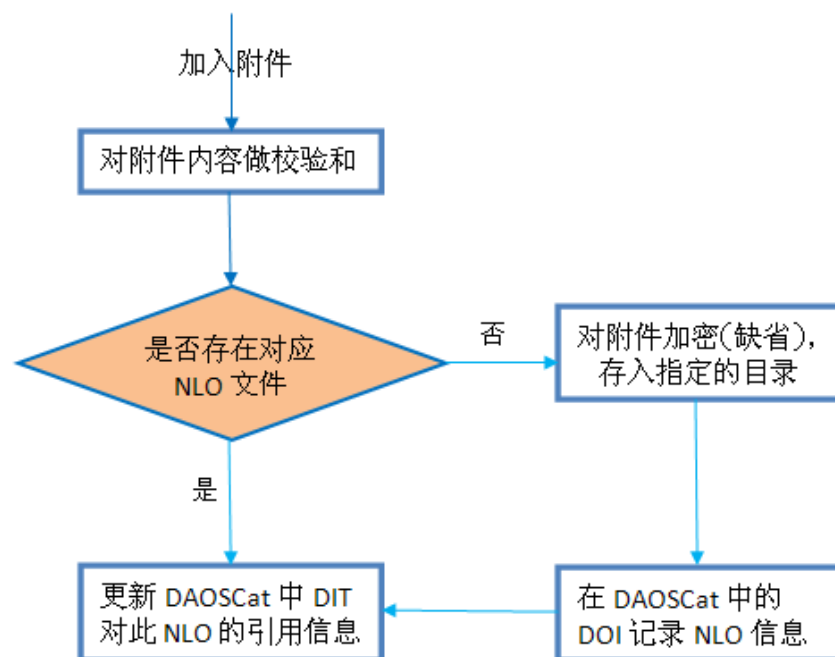 加入附件
对附件内容做校验和
是否存在对应
NLO 文件
否
对附件加密(缺省),
存入指定的目录
是
更新 DAOSCat 中 DIT
对此 NLO 的引用信息
在 DAOSCat 中的
DOI 记录 NLO 信息